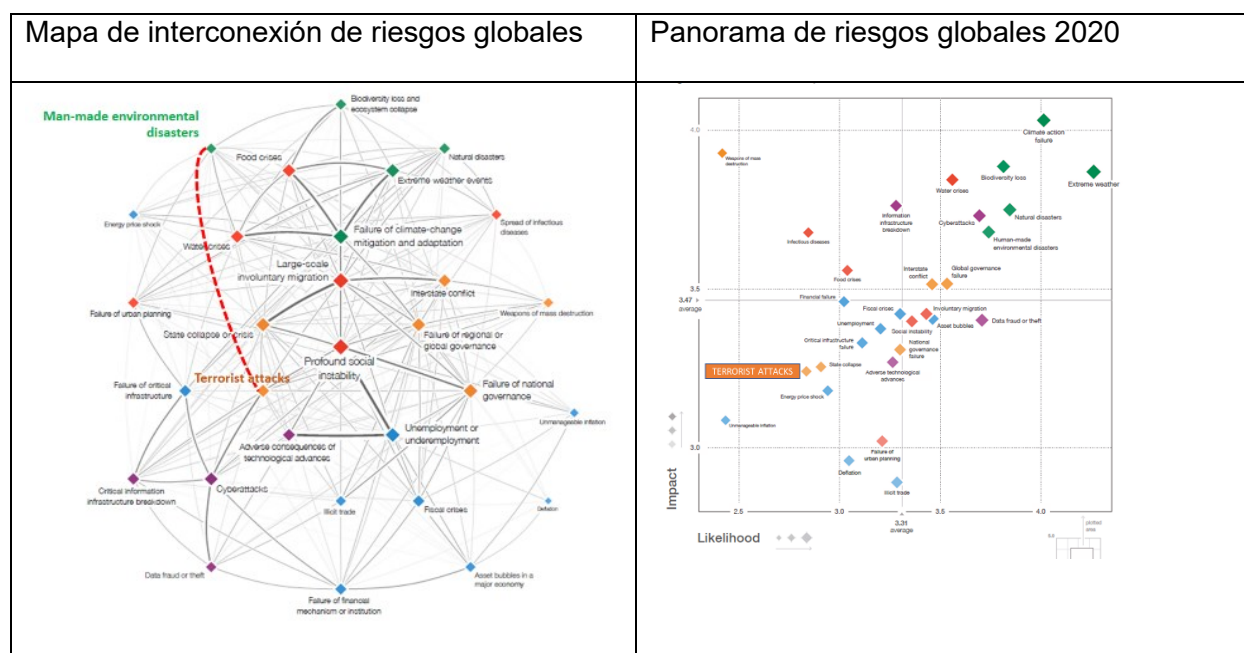 Mapa de interconexión de riesgos globales
Panorama de riesgos globales 2020
Biodiversity loss and
ecosystem collapse
Man-made environmental
disasters
Food crises
Natural disasters
Extreme weather events
Energy price shock
Spread of infectious
diseases
Water crises
Failure of climate-change
mitigation and adaptation
Large-scale
involuntary migration
Interstate conflict
Failure of urban planning
Weapons of mass destruction
State collapse or crisis
Failure of regional or
global governance
Profound social
instability
Terrorist attacks
Failure of critical
infrastructure
Failure of national
governance
Unmanageable inflation
Unemployment or
underemployment
Adverse consequences of
technological advances
Critical information
infrastructure breakdown
Cyberattacks
Illicit trade
Fiscal crises
Deflation
Data fraud or theft
Asset bubbles in a
major economy
Failure of financial
mechanism or institution
4.0
Climate action
failure
Weapons of mass
destruction
Biodiversity loss
Extreme weather
Water crises
Information
infrastructure
breakdown
Cyberattacks
Natural disasters
Human-made
environmental disasters
Infectious diseases
Food crises
Interstate
conflict
Global governance
failure
3.5
3.47
average
Financial failure
Fiscal crises
Involuntary migration
Unemployment
Social instability
Asset bubbles
Data fraud or theft
Critical infrastructure
failure
National
governance
failure
TERRORIST ATTACKS
State collapse
Adverse technological
advances
Energy price shock
Unmanageable inflation
3.0
Failure of
urban planning
Deflation
Illicit trade
Impact
2.5
3.0
3.5
4.0
3.31
average
Likelihood
plotted
area